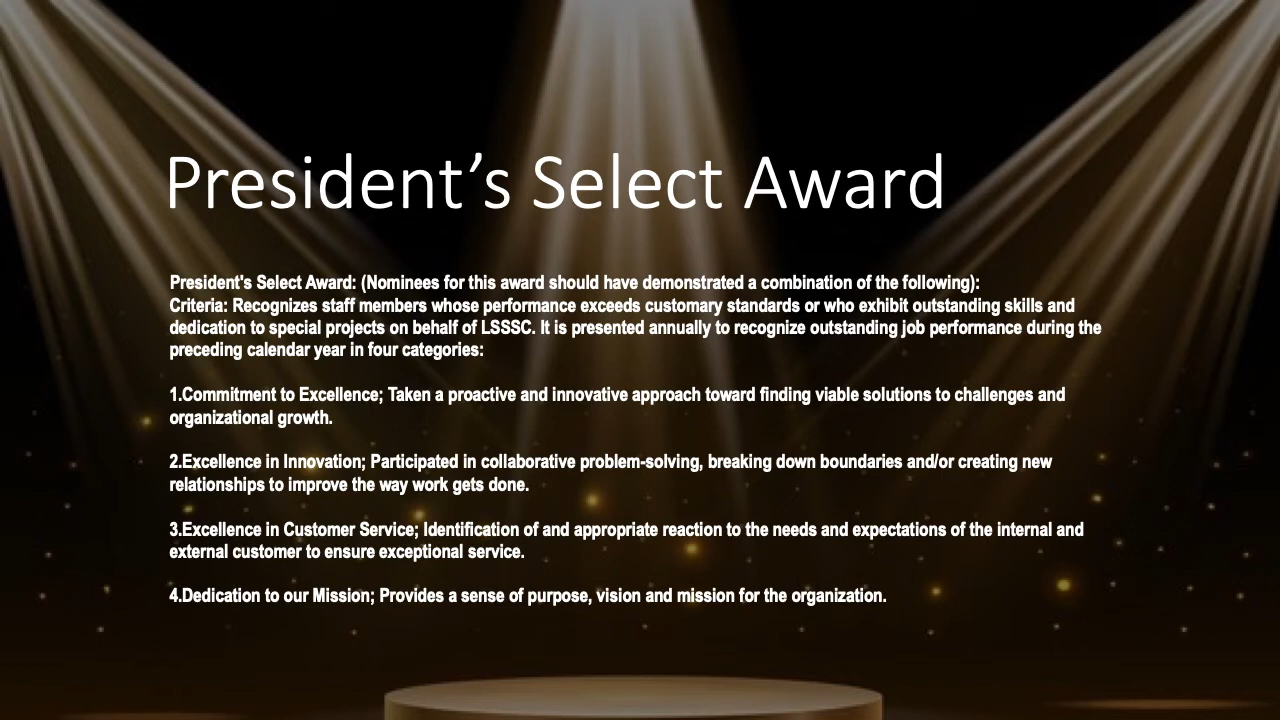 President’s Select Award
President's Select Award: (Nominees for this award should have demonstrated a combination of the following):
Criteria: Recognizes staff members whose performance exceeds customary standards or who exhibit outstanding skills and
dedication to special projects on behalf of LSSSC. It is presented annually to recognize outstanding job performance during the
preceding calendar year in four categories:
1.Commitment to Excellence; Taken a proactive and innovative approach toward finding viable solutions to challenges and
organizational growth.
2.Excellence in Innovation; Participated in collaborative problem-solving, breaking down boundaries and/or creating new
relationships to improve the way work gets done.
3.Excellence in Customer Service; Identification of and appropriate reaction to the needs and expectations of the internal and
external customer to ensure exceptional service.
4.Dedication to our Mission; Provides a sense of purpose, vision and mission for the organization.